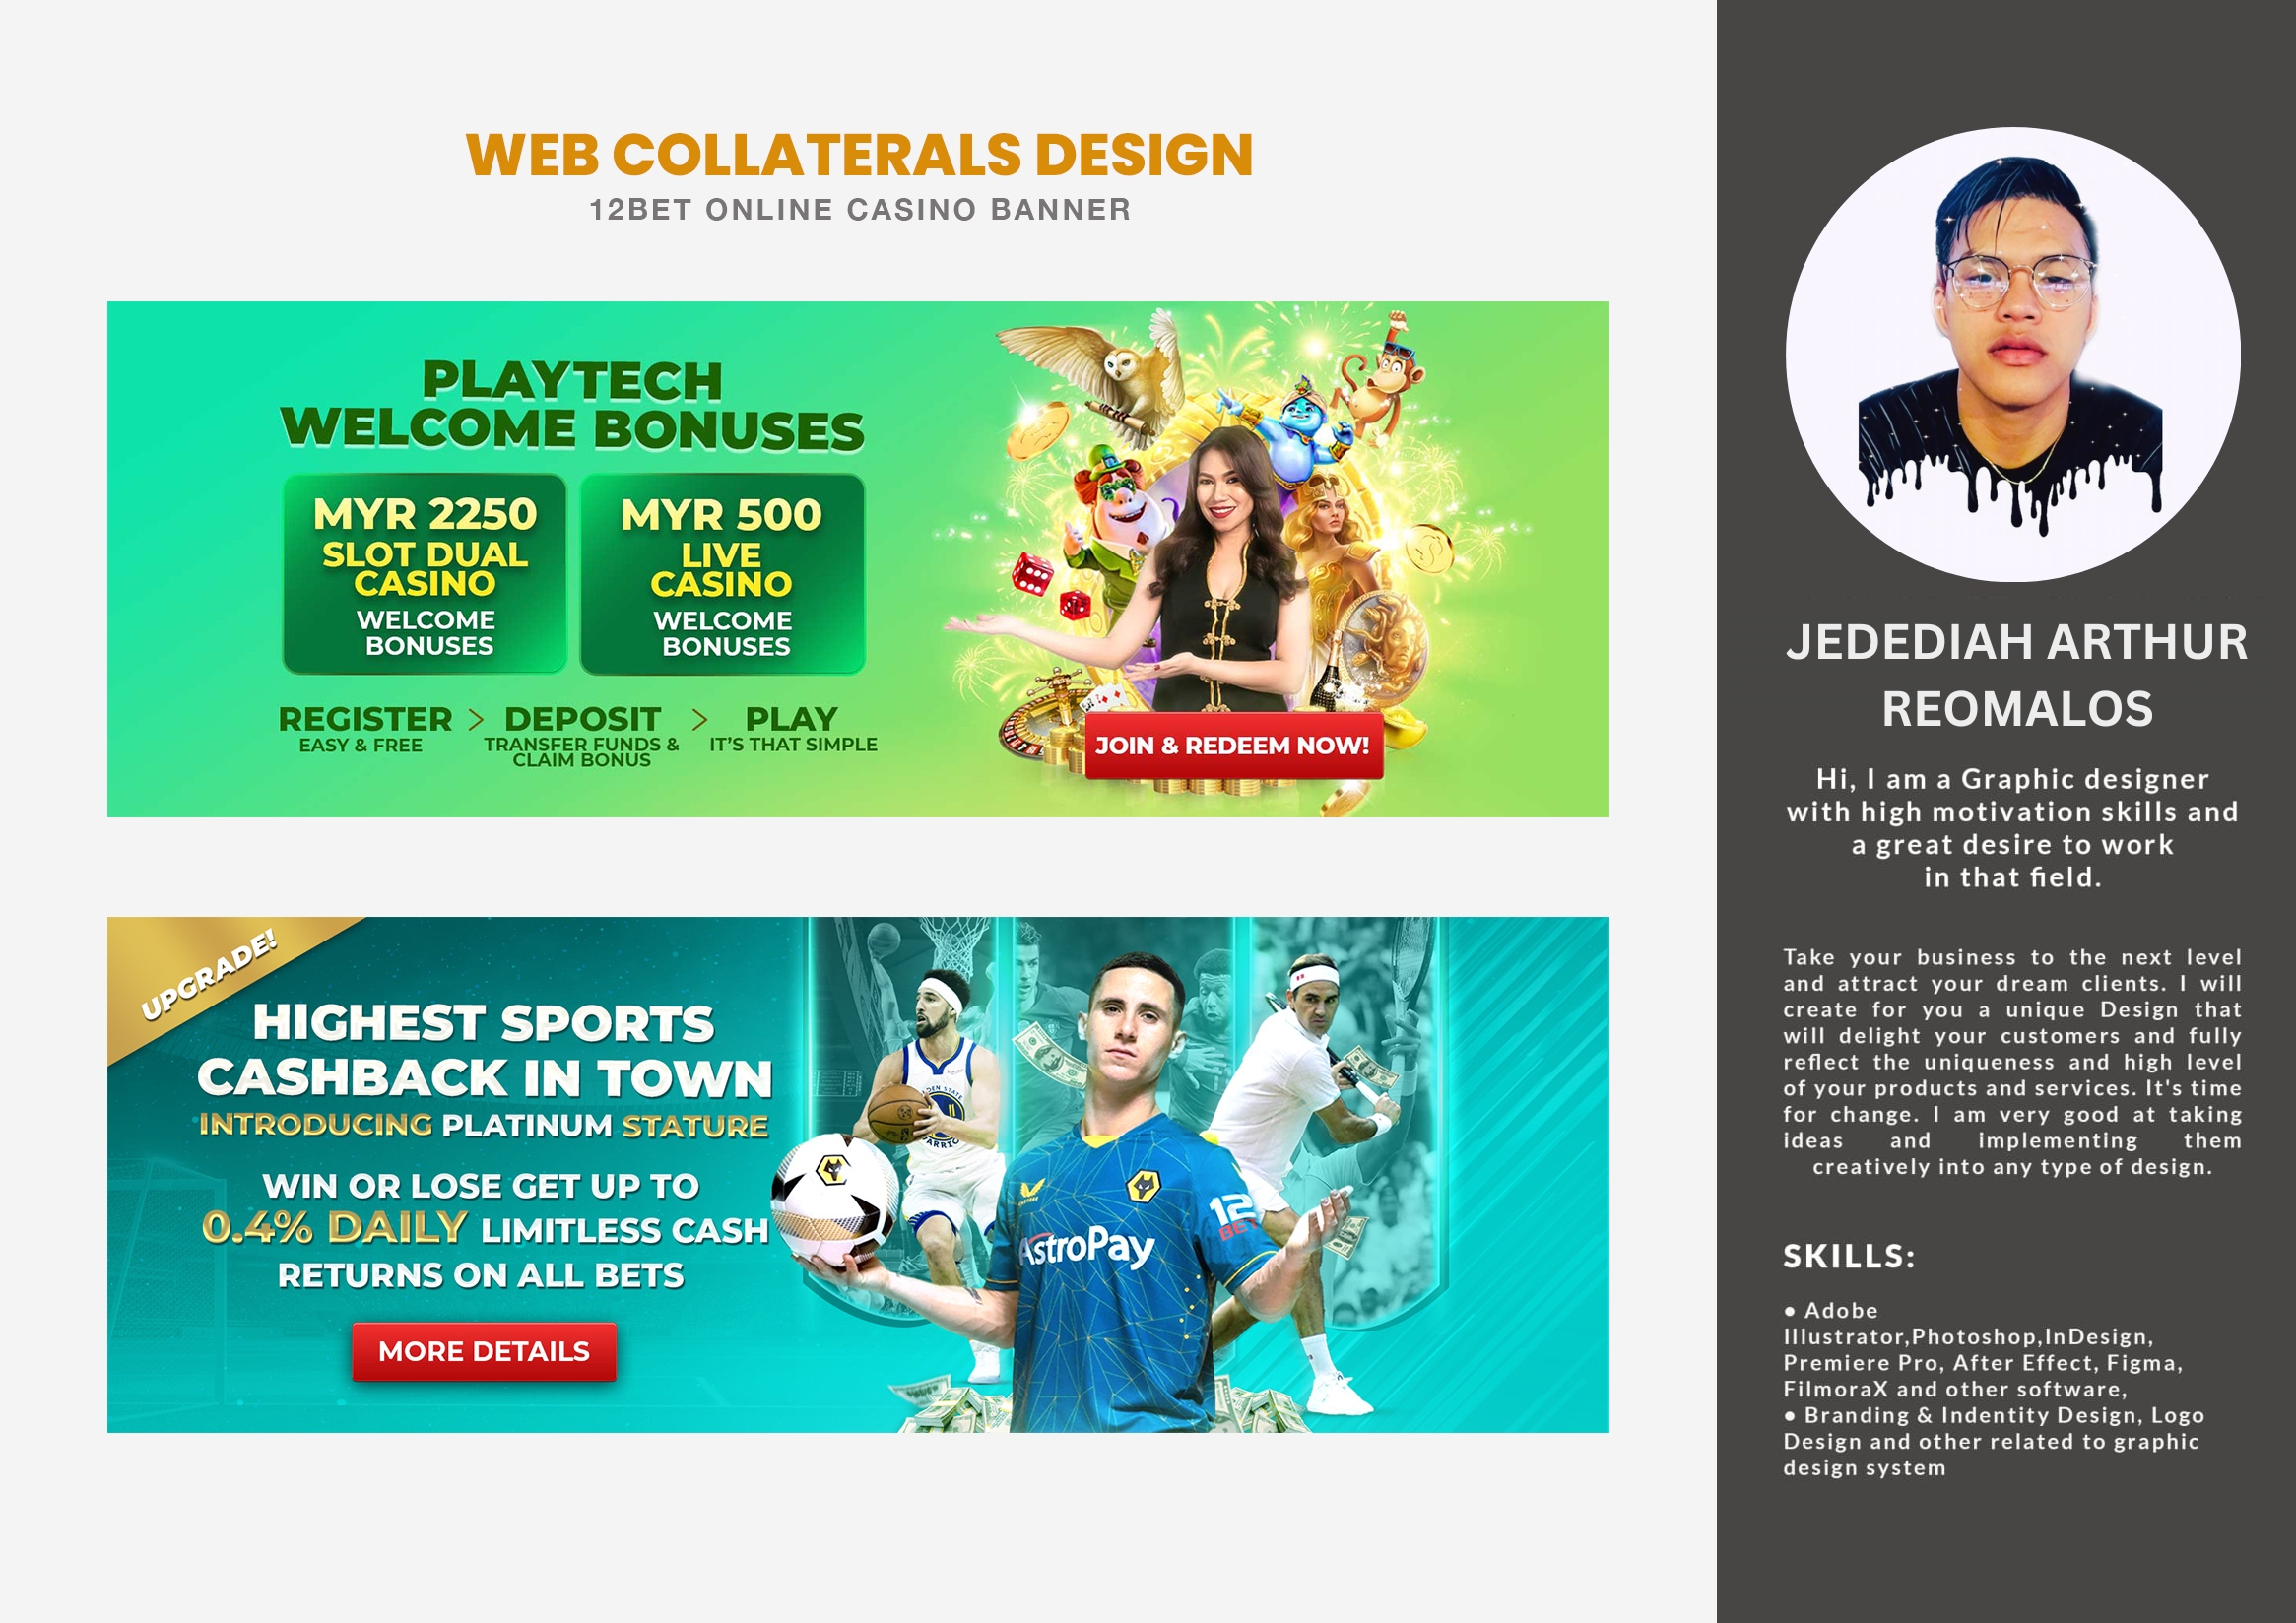 WEB COLLATERALS DESIGN
12BET ONLINE CASINO BANNER
PLAYTECH
WELCOME BONUSES
MYR 2250
SLOT DUAL
CASINO
WELCOME
BONUSES
MYR 500
LIVE
CASINO
WELCOME
BONUSES
REGISTER > DEPOSIT > PLAY
EASY & FREE
TRANSFER FUNDS &
CLAIM BONUS
IT'S THAT SIMPLE
JOIN & REDEEM NOW!
UPGRADE!
HIGHEST SPORTS
CASHBACK IN TOWN
INTRODUCING PLATINUM STATURE
WIN OR LOSE GET UP TO
0.4% DAILY LIMITLESS CASH
RETURNS ON ALL BETS
MORE DETAILS
12
BET
AstroPay
JEDEDIAH ARTHUR
REOMALOS
Hi, I am a Graphic designer
with high motivation skills and
a great desire to work
in that field.
Take your business to the next level
and attract your dream clients. I will
create for you a unique Design that
will delight your customers and fully
reflect the uniqueness and high level
of your products and services. It's time
for change. I am very good at taking
ideas and implementing them
creatively into any type of design.
SKILLS:
● Adobe
Illustrator,Photoshop,InDesign,
Premiere Pro, After Effect, Figma,
FilmoraX and other software,
● Branding & Indentity Design, Logo
Design and other related to graphic
design system